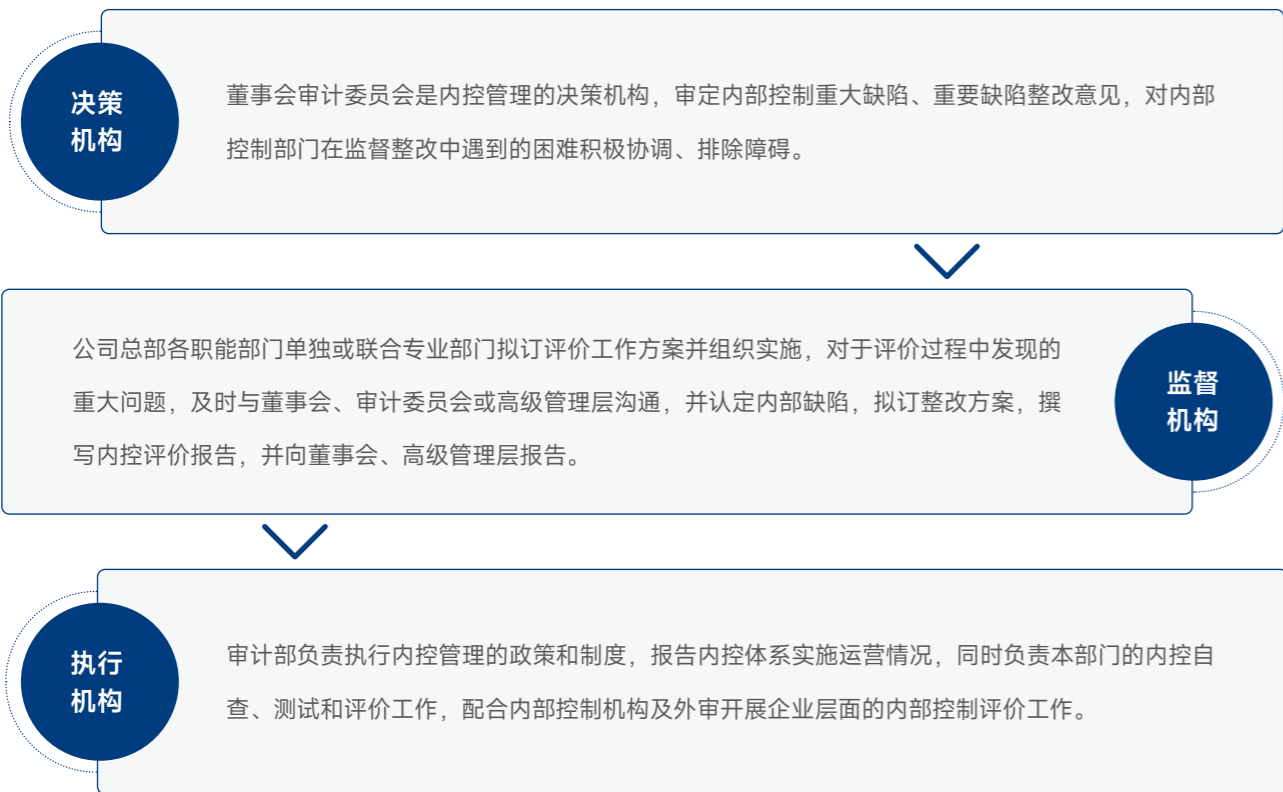 决策
机构
董事会审计委员会是内控管理的决策机构，审定内部控制重大缺陷、重要缺陷整改意见，对内部
控制部门在监督整改中遇到的困难积极协调、排除障碍。
公司总部各职能部门单独或联合专业部门拟订评价工作方案并组织实施，对于评价过程中发现的
重大问题，及时与董事会、审计委员会或高级管理层沟通，并认定内部缺陷，拟订整改方案，撰
写内控评价报告，并向董事会、高级管理层报告。
监督
机构
执行
机构
审计部负责执行内控管理的政策和制度，报告内控体系实施运营情况，同时负责本部门的内控自
查、测试和评价工作，配合内部控制机构及外审开展企业层面的内部控制评价工作。